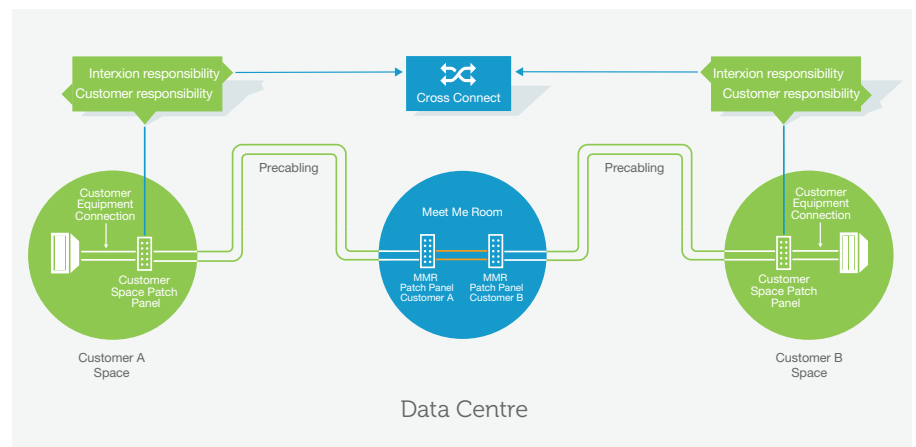 Interxion responsibility
Customer responsibility
Cross Connect
Interxion responsibility
Customer responsibility
Precabling
Precabling
Customer
Equipment
Connection
Customer
Space Patch
Panel
Meet Me Room
MMR
Patch Panel
Customer A
MMR
Patch Panel
Customer B
Customer
Equipment
Connection
Customer
Space Patch
Panel
Customer A
Space
Customer B
Space
Data Centre